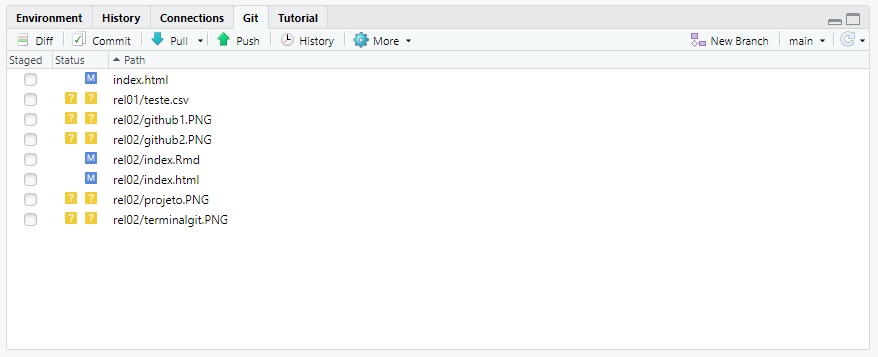 Environment History Connections Git Tutorial
Diff Commit Pull Push History More New Branch main
Staged Status Path
M index.html
? ? rel01/teste.csv
? ? rel02/github1.PNG
? ? rel02/github2.PNG
M rel02/index.Rmd
M rel02/index.html
? ? rel02/projeto.PNG
? ? rel02/terminalgit.PNG